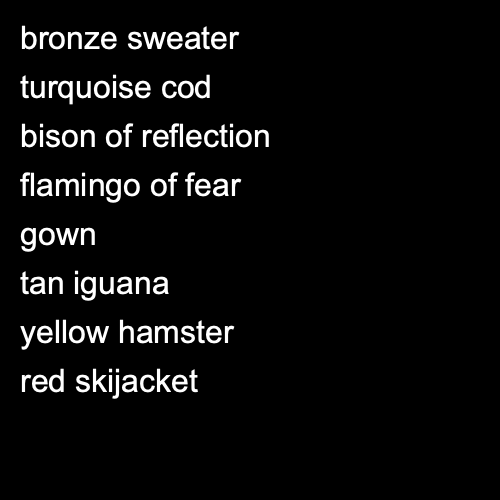 bronze sweater
turquoise cod
bison of reflection
flamingo of fear
gown
tan iguana
yellow hamster
red skijacket